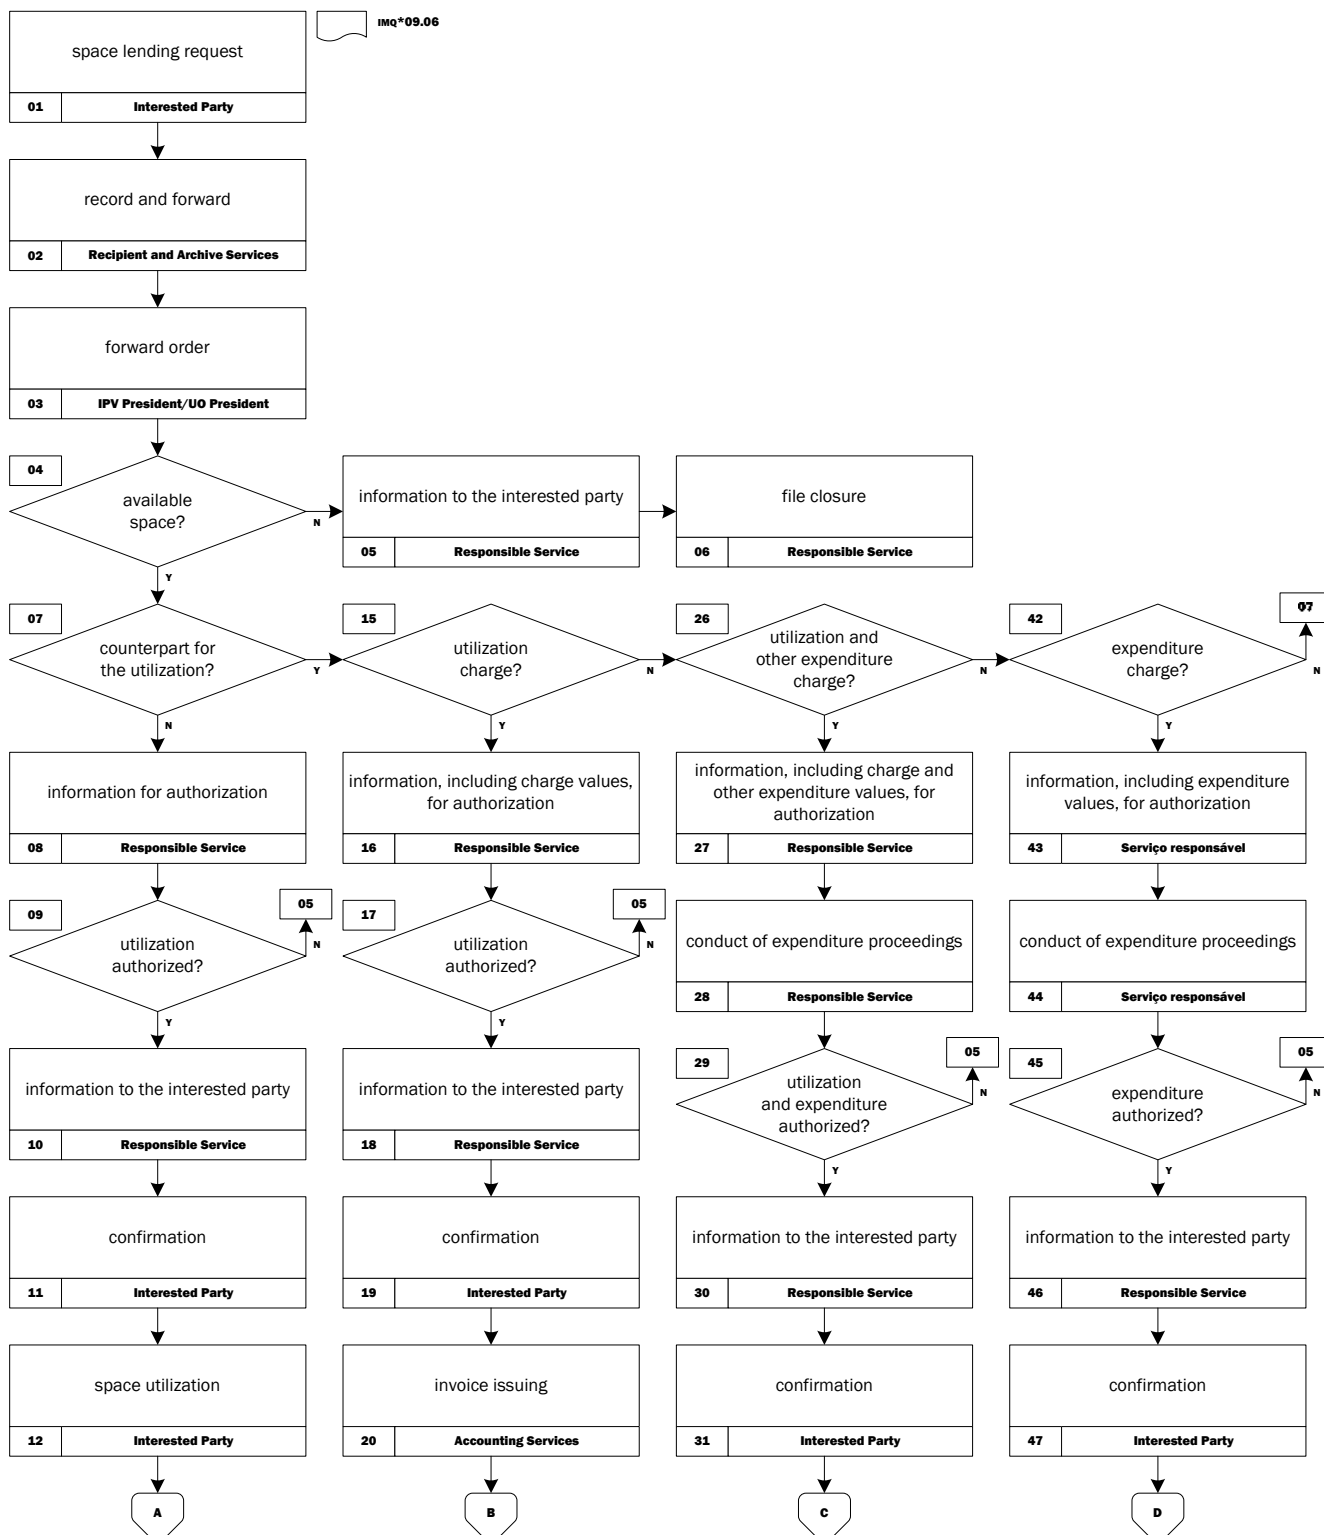 IMQ*09.06
space lending request
01 Interested Party
record and forward
02 Recipient and Archive Services
forward order
03 IPV President/UO President
04
available
space?
N
Y
information to the interested party
05 Responsible Service
file closure
06 Responsible Service
07
counterpart for
the utilization?
Y
N
15
utilization
charge?
N
Y
26
utilization and
other expenditure
charge?
N
Y
42
expenditure
charge?
07
N
Y
information for authorization
08 Responsible Service
information, including charge values,
for authorization
16 Responsible Service
information, including charge and
other expenditure values, for
authorization
27 Responsible Service
information, including expenditure
values, for authorization
43 Serviço responsável
09
utilization
authorized?
05
N
Y
17
utilization
authorized?
05
N
Y
conduct of expenditure proceedings
28 Responsible Service
conduct of expenditure proceedings
44 Serviço responsável
information to the interested party
10 Responsible Service
information to the interested party
18 Responsible Service
29
utilization
and expenditure
authorized?
05
N
Y
45
expenditure
authorized?
05
N
Y
confirmation
11 Interested Party
confirmation
19 Interested Party
information to the interested party
30 Responsible Service
information to the interested party
46 Responsible Service
space utilization
12 Interested Party
invoice issuing
20 Accounting Services
confirmation
31 Interested Party
confirmation
47 Interested Party
A
B
C
D